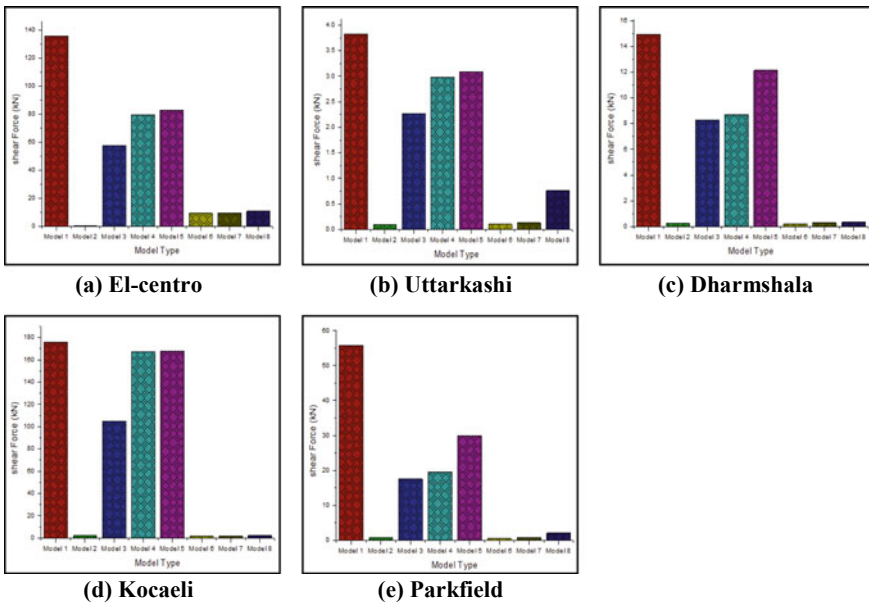 shear Force (kN)
140
120
100
80
60
40
20
0
Model 1 Model 2 Model 3 Model 4 Model 5 Model 6 Model 7 Model 8
Model Type
(a) El-centro
shear Force (kN)
4.0
3.5
3.0
2.5
2.0
1.5
1.0
0.5
0.0
Model 1 Model 2 Model 3 Model 4 Model 5 Model 6 Model 7 Model 8
Model Type
(b) Uttarkashi
shear Force (kN)
16
14
12
10
8
6
4
2
0
Model 1 Model 2 Model 3 Model 4 Model 5 Model 6 Model 7 Model 8
Model Type
(c) Dharmshala
shear Force (kN)
180
160
140
120
100
80
60
40
20
0
Model 1 Model 2 Model 3 Model 4 Model 5 Model 6 Model 7 Model 8
Model Type
(d) Kocaeli
shear Force (kN)
60
50
40
30
20
10
0
Model 1 Model 2 Model 3 Model 4 Model 5 Model 6 Model 7 Model 8
Model Type
(e) Parkfield